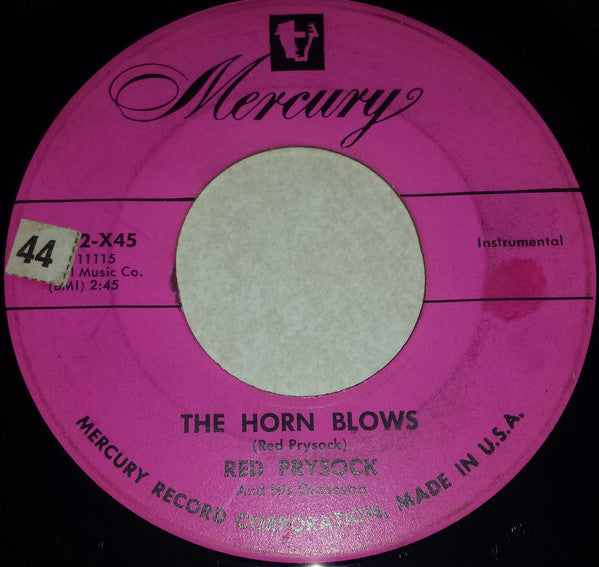 Mercury
44
2-X45
11115
Music Co.
(BMI) 2:45
Instrumental
THE HORN BLOWS
(Red Prysock)
RED PRYSOCK
And His Orchestra
MERCURY RECORD CORPORATION, MADE IN U.S.A.